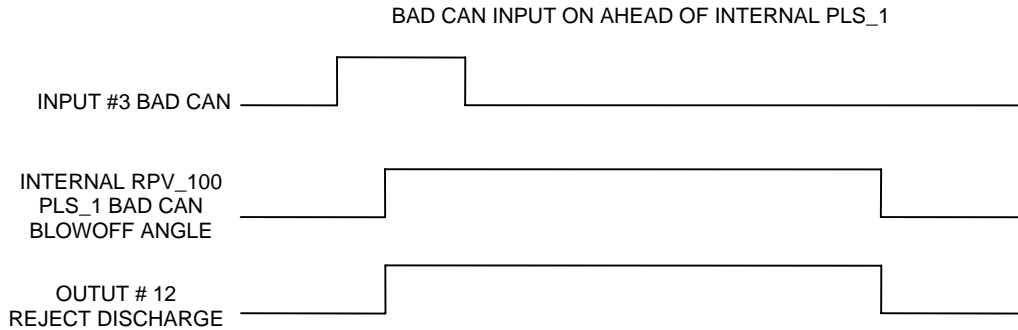 BAD CAN INPUT ON AHEAD OF INTERNAL PLS_1
INPUT #3 BAD CAN
INTERNAL RPV_100
PLS_1 BAD CAN
BLOWOFF ANGLE
OUTUT # 12
REJECT DISCHARGE